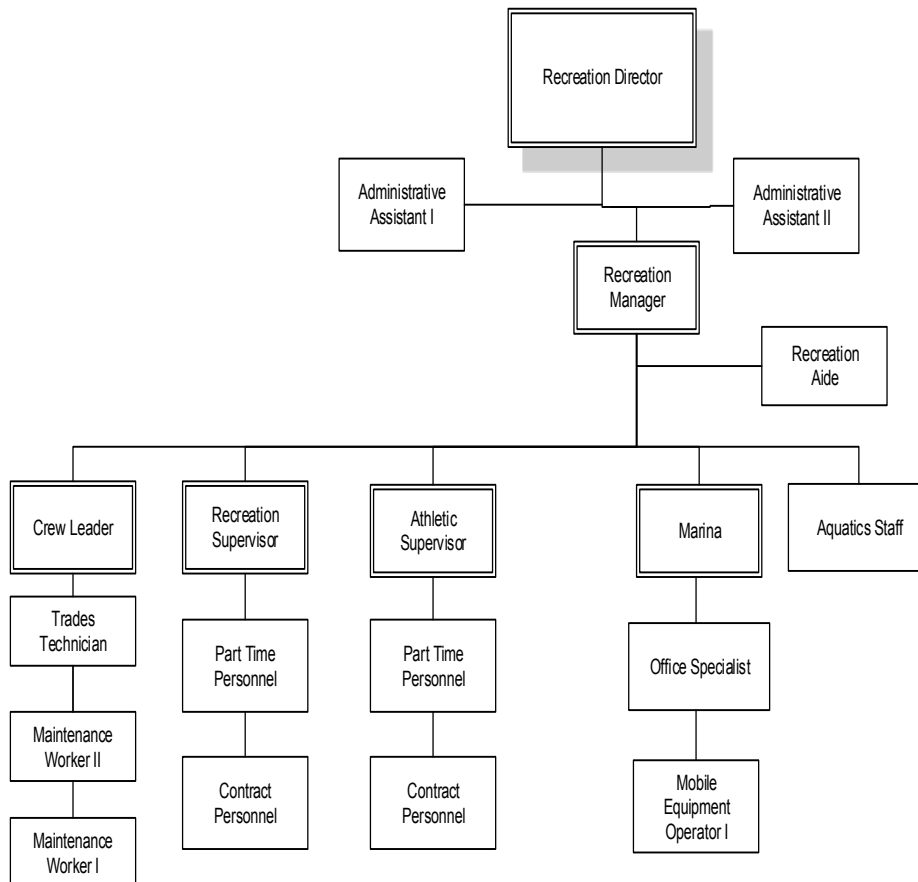 Recreation Director
Administrative
Assistant I
Administrative
Assistant II
Recreation
Manager
Recreation
Aide
Crew Leader
Recreation
Supervisor
Athletic
Supervisor
Marina
Aquatics Staff
Trades
Technician
Part Time
Personnel
Part Time
Personnel
Office Specialist
Maintenance
Worker II
Contract
Personnel
Contract
Personnel
Mobile
Equipment
Operator I
Maintenance
Worker I